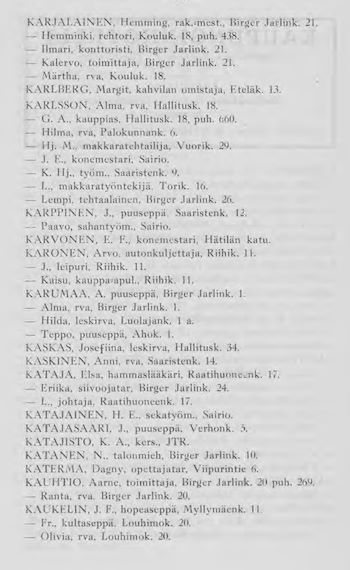 KARJALAINEN, Hemming, rak.-mest., Birger Jarlink. 21.
— Hemminki, rehtori, Kouluk. 18, puh. 438.
— Ilmari, konttoristi, Birger Jarlink. 21.
— Kalervo, toimittaja, Birger Jarlink. 21.
— Märtha, rva, Kouluk. 18.
KARLBERG, Margit, kahvilan omistaja, Eteläk. 13.
KARLSSON, Alma, rva, Hallitusk. 18.
— G. A., kauppias, Hallitusk. 18, puh. 660.
— Hilma, rva, Palokunnank. 6.
— Hj. M., makkaratehtailija, Vuorik. 29.
— J. E., konemestari, Sairio.
— K. Hj., työm., Saaristenk. 9.
— L., makkaratyöntekijä, Torik. 16.
— Lempi, tehtaalainen, Birger Jarlink. 26.
KARPPINEN, J., puuseppä, Saaristenk. 12.
— Paavo, sahantyöm., Sairio.
KARVONEN, E. F., konemestari, Hätilän katu.
KARONEN, Arvo, autonkuljettaja, Riihik. 11.
— J., leipuri, Riihik. 11.
— Kaisu, kauppa-apul., Riihik. 11.
KARUMAA, A. puuseppä, Birger Jarlink. 1.
— Alma, rva, Birger Jarlink. 1.
— Hilda, leskirva, Luolajank. 1 a.
— Teppo, puuseppä, Ahok. 1.
KASKAS, Josefiina, leskirva, Hallitusk. 34.
KASKINEN, Anni, rva, Saaristenk. 14.
KATAJA, Elsa, hammaslääkäri, Raatihuoneenk. 17.
— Eriika, siivoojatar, Birger Jarlink. 24.
— L., johtaja, Raatihuoneenk. 17.
KATAJAINEN, H. E., sekatyöm., Sairio.
KATAJASAARI, J., puuseppä, Verhonk. 5.
KATAJISTO, K. A., kers., JTR.
KATANEN, N., talonmieh, Birger Jarlink. 10.
KATERMA, Dagny, opettajatar, Viipurintie 6.
KAUHTIO, Aarne, toimittaja, Birger Jarlink. 20 puh. 269.
— Ranta, rva. Birger Jarlink. 20.
KAUKELIN, J. F., hopeaseppä, Myllymäenk. 11.
— Fr., kultaseppä, Louhimok. 20.
— Olivia, rva, Louhimok. 20.